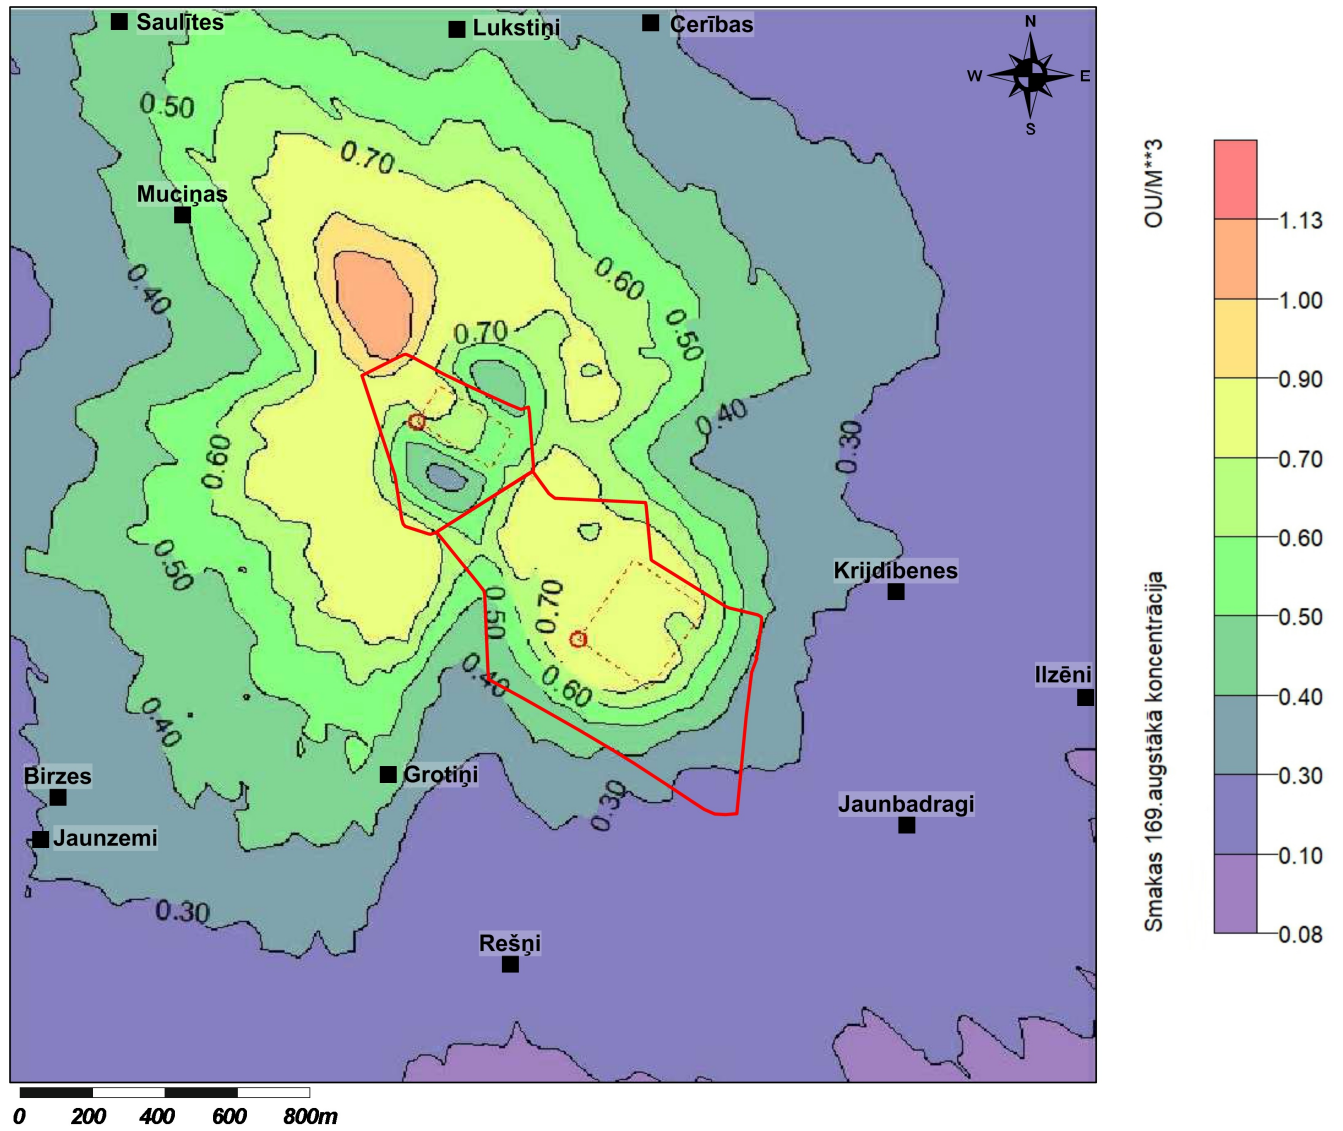 Saulītes
Lukstiņi
Cerības
N
W
E
S
0.50
0.70
Muciņas
0.40
0.60
0.50
0.70
0.40
0.30
0.60
0.50
Krijdibenes
0.70
0.50
0.60
0.40
0.40
Ilzēni
Birzes
Grotiņi
0.30
Jaunbadragi
Jaunzemi
0.30
Rešņi
0
200
400
600
800m
OU/M**3
Smakas 169.augstākā koncentrācija
1.13
1.00
0.90
0.70
0.60
0.50
0.40
0.30
0.10
0.08